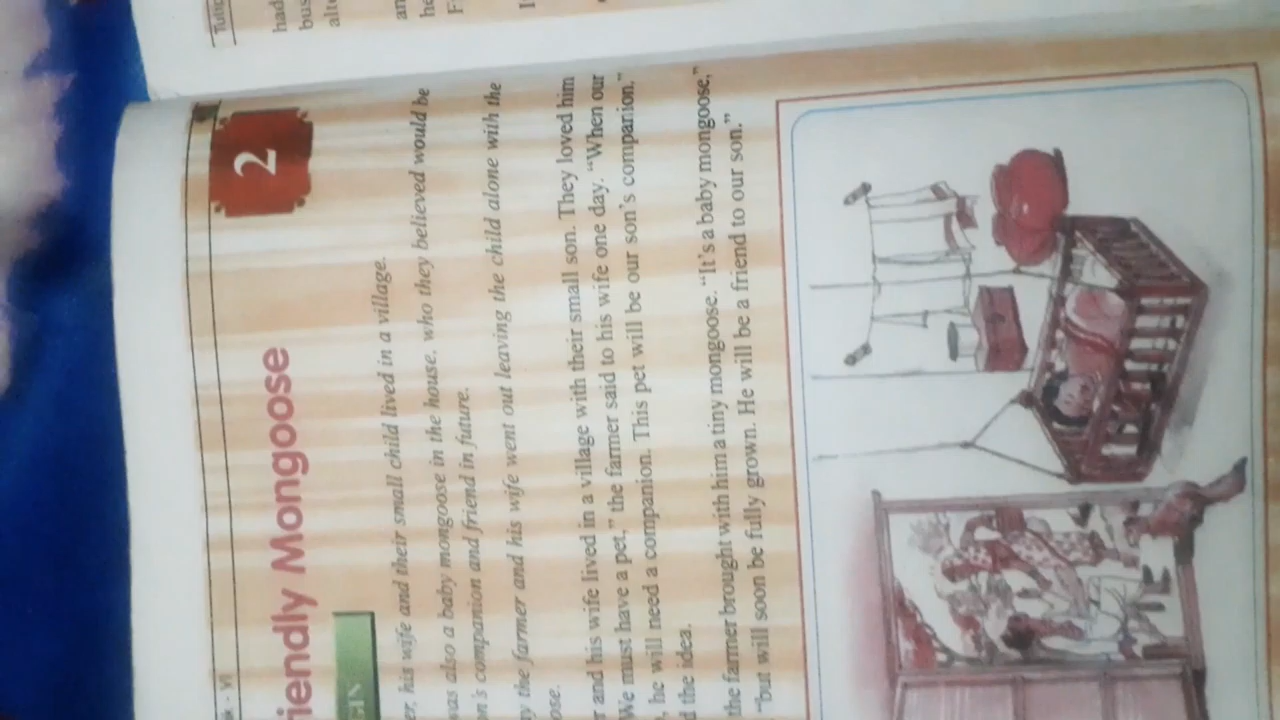 VI
2
iendly Mongoose
his wife and their small child lived in a village.
was also a baby mongoose in the house, who they believed would be
companion and friend in future.
the farmer and his wife went out leaving the child alone with the
and his wife lived in a village with their small son. They loved him
We must have a pet,” the farmer said to his wife one day. “When our
he will need a companion. This pet will be our son’s companion.”
the idea.
the farmer brought with him a tiny mongoose. “It’s a baby mongoose,”
“but will soon be fully grown. He will be a friend to our son.”
had
bus